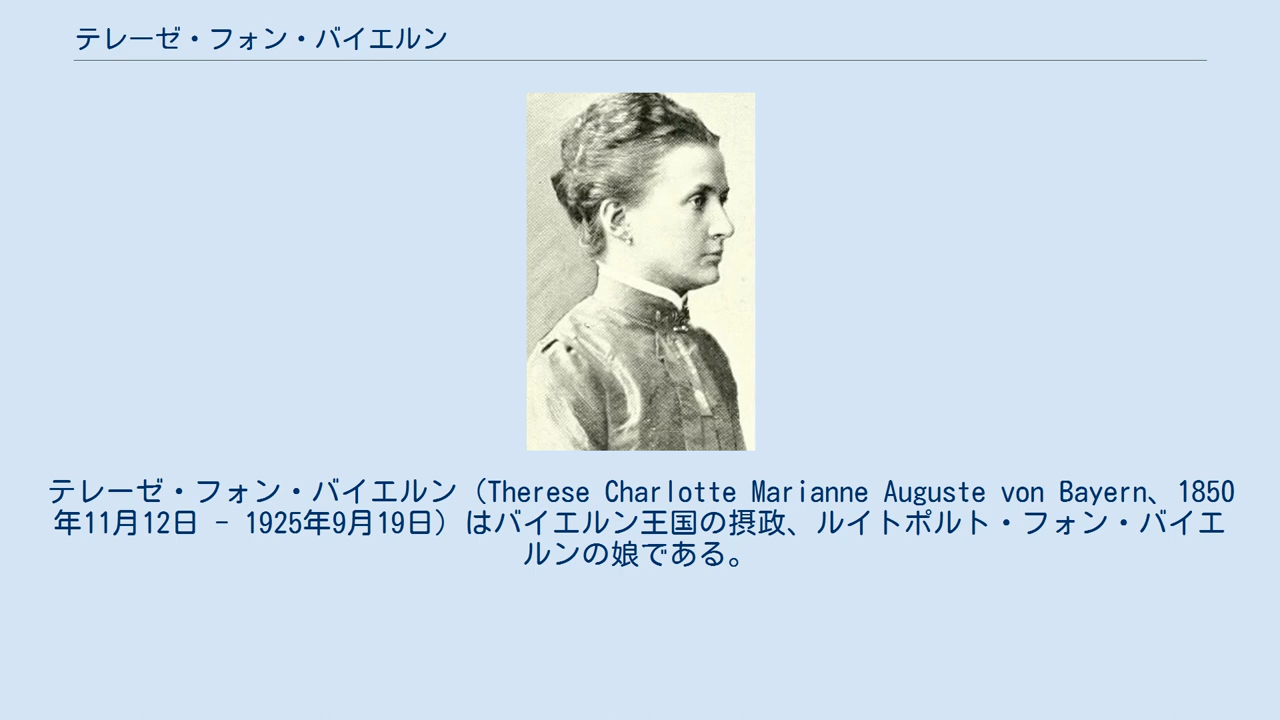 テレーゼ・フォン・バイエルン
テレーゼ・フォン・バイエルン（Therese Charlotte Marianne Auguste von Bayern、1850
年11月12日 - 1925年9月19日）はバイエルン王国の摂政、ルイトポルト・フォン・バイエ
ルンの娘である。